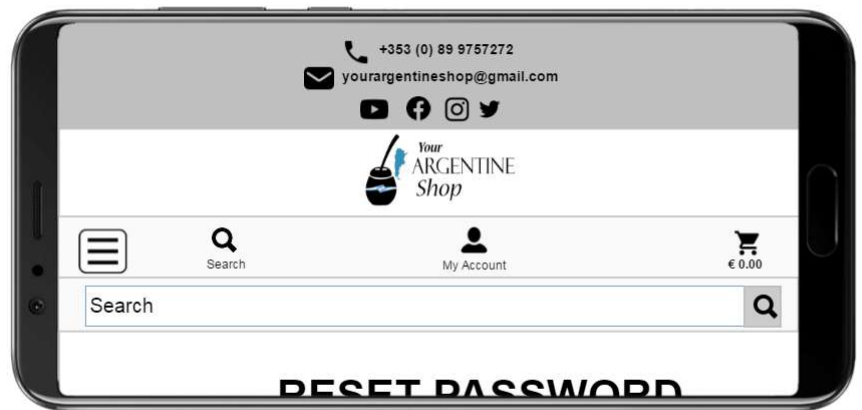 +353 (0) 89 9757272
yourargentineshop@gmail.com
Your
ARGENTINE
Shop
Search
My Account
€ 0.00
Search
RESET PASSWORD